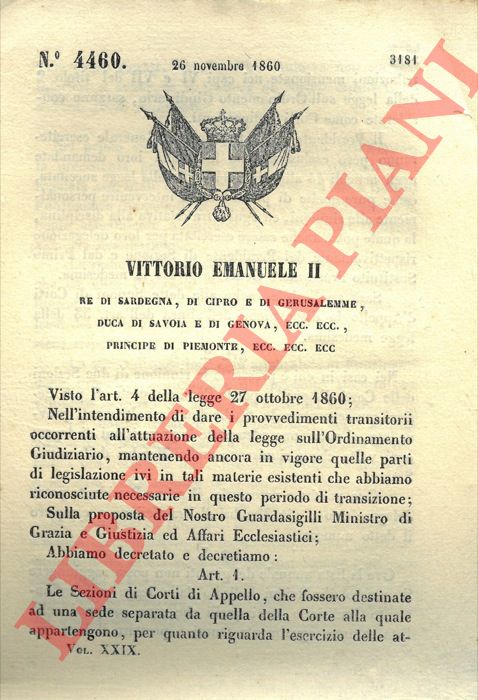 N.° 4460.
26 novembre 1860
3181
VITTORIO EMANUELE II
RE DI SARDEGNA, DI CIPRO E DI GERUSALEMME,
DUCA DI SAVOIA E DI GENOVA, ECC. ECC.,
PRINCIPE DI PIEMONTE, ECC. ECC. ECC
Visto l'art. 4 della legge 27 ottobre 1860;
Nell'intendimento di dare i provvedimenti transitorii
occorrenti all'attuazione della legge sull'Ordinamento
Giudiziario, mantenendo ancora in vigore quelle parti
di legislazione ivi in tali materie esistenti che abbiamo
riconosciute necessarie in questo periodo di transizione;
Sulla proposta del Nostro Guardasigilli Ministro di
Grazia e Giustizia ed Affari Ecclesiastici;
Abbiamo decretato e decretiamo:
Art. 1.
Le Sezioni di Corti di Appello, che fossero destinate
ad una sede separata da quella della Corte alla quale
appartengono, per quanto riguarda l'esercizio delle at-
Vol. XXIX.
LIBRERIA PIANI